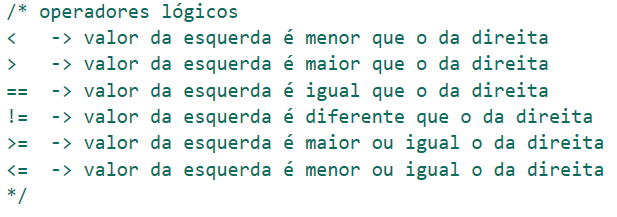 /* operadores lógicos
<   -> valor da esquerda é menor que o da direita
>   -> valor da esquerda é maior que o da direita
==  -> valor da esquerda é igual que o da direita
!=  -> valor da esquerda é diferente que o da direita
>=  -> valor da esquerda é maior ou igual o da direita
<=  -> valor da esquerda é menor ou igual o da direita
*/